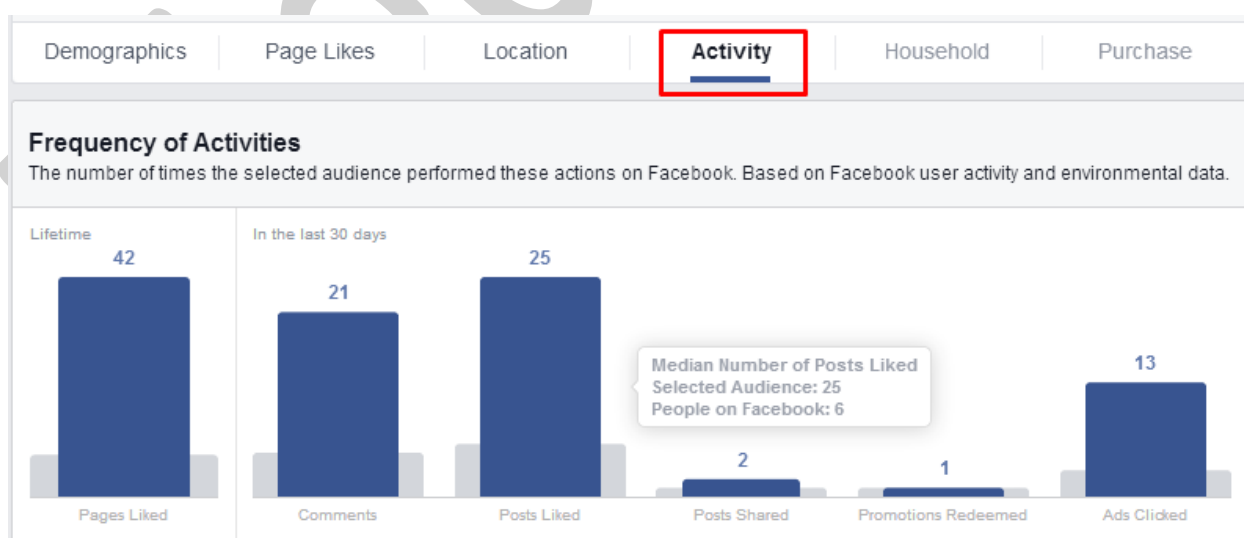 Demographics
Page Likes
Location
Activity
Household
Purchase
Frequency of Activities
The number of times the selected audience performed these actions on Facebook. Based on Facebook user activity and environmental data.
Lifetime
In the last 30 days
42
21
25
2
1
13
Median Number of Posts Liked
Selected Audience: 25
People on Facebook: 6
Pages Liked
Comments
Posts Liked
Posts Shared
Promotions Redeemed
Ads Clicked